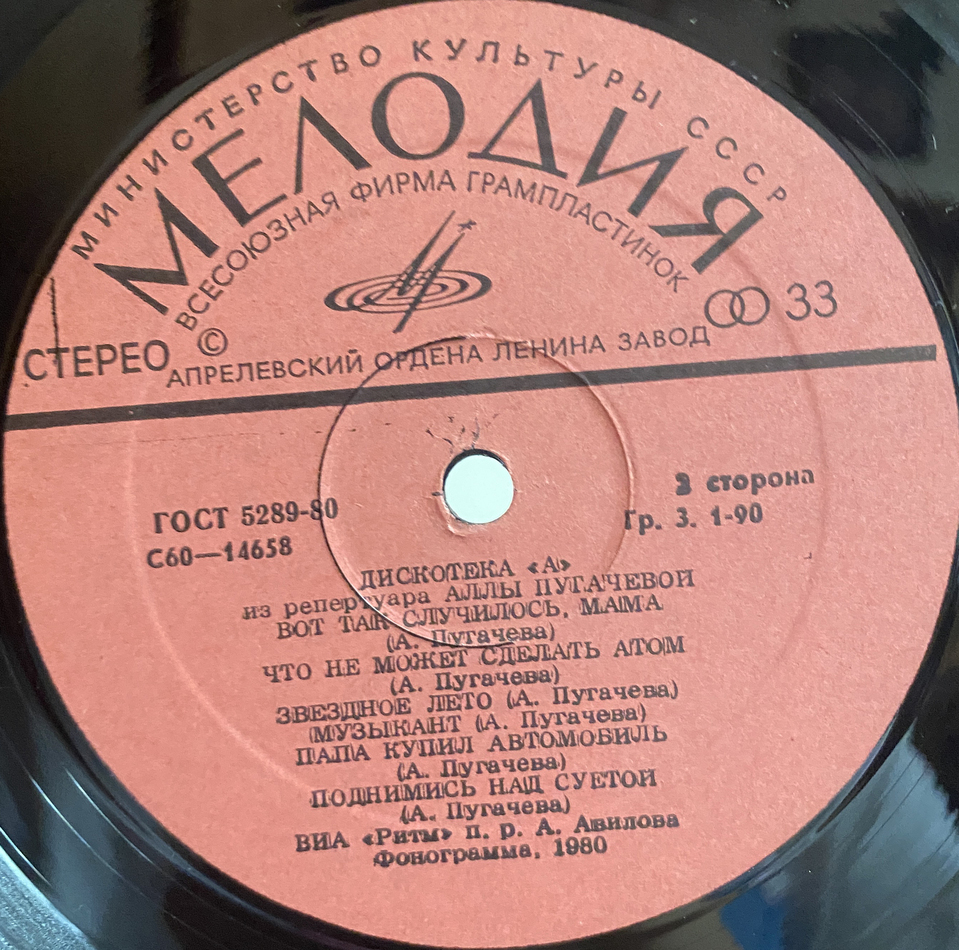 МИНИСТЕРСТВО КУЛЬТУРЫ СССР
МЕЛОДИЯ
ВСЕСОЮЗНАЯ ФИРМА ГРАМПЛАСТИНОК
33
СТЕРЕО ©
АПРЕЛЕВСКИЙ ОРДЕНА ЛЕНИНА ЗАВОД
2 сторона
ГОСТ 5289-80
Гр. 3. 1-90
С60—14658
ДИСКОТЕКА «А»
из репертуара АЛЛЫ ПУГАЧЕВОЙ
ВОТ ТАК СЛУЧИЛОСЬ, МАМА
(А. Пугачева)
ЧТО НЕ МОЖЕТ СДЕЛАТЬ АТОМ
(А. Пугачева)
ЗВЕЗДНОЕ ЛЕТО (А. Пугачева)
МУЗЫКАНТ (А. Пугачева)
ПАПА КУПИЛ АВТОМОБИЛЬ
(А. Пугачева)
ПОДНИМИСЬ НАД СУЕТОЙ
(А. Пугачева)
ВИА «Ритм» п. р. А. Авилова
Фонограмма, 1980